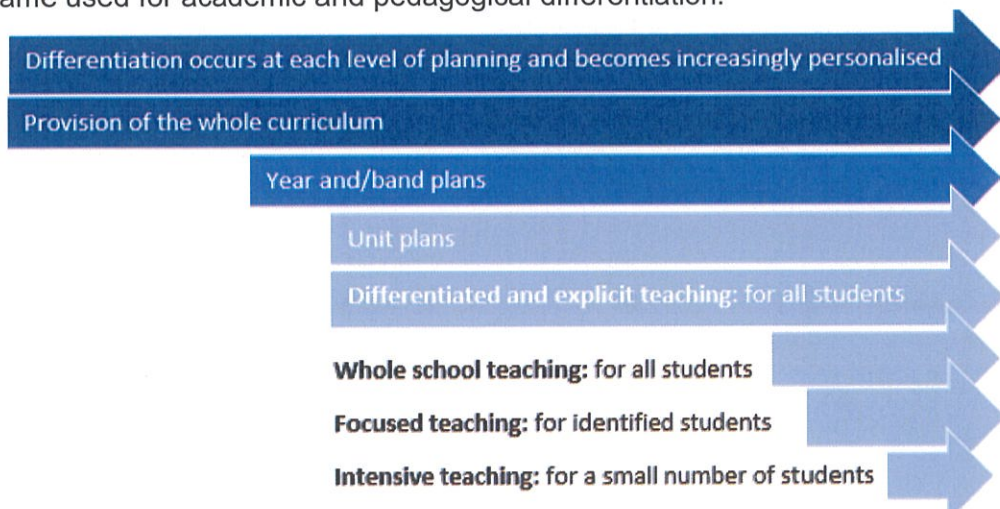 used for academic and pedagogical differentiation.
Differentiation occurs at each level of planning and becomes increasingly personalised
Provision of the whole curriculum
Year and/band plans
Unit plans
Differentiated and explicit teaching: for all students
Whole school teaching: for all students
Focused teaching: for identified students
Intensive teaching: for a small number of students